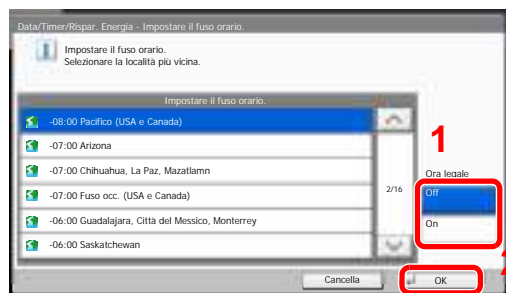 Data/Timer/Rispar. Energia - Impostare il fuso orario.
Impostare il fuso orario.
Selezionare la località più vicina.
Impostare il fuso orario.
-08:00 Pacifico (USA e Canada)
-07:00 Arizona
-07:00 Chihuahua, La Paz, Mazatlamn
-07:00 Fuso occ. (USA e Canada)
-06:00 Guadalajara, Città del Messico, Monterrey
-06:00 Saskatchewan
2/16
1
Ora legale
Off
On
Cancella
OK
2